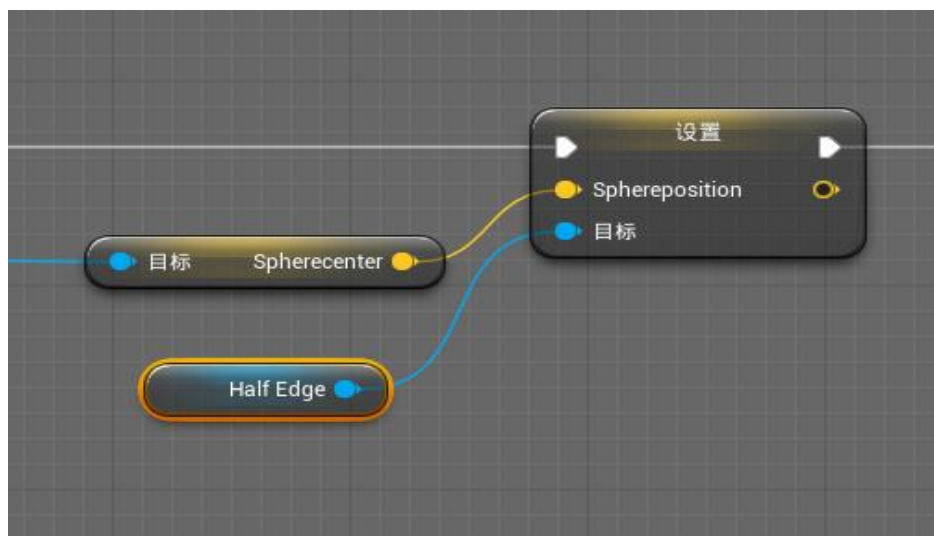 设置
Sphereposition
目标
目标 Spherecenter
Half Edge